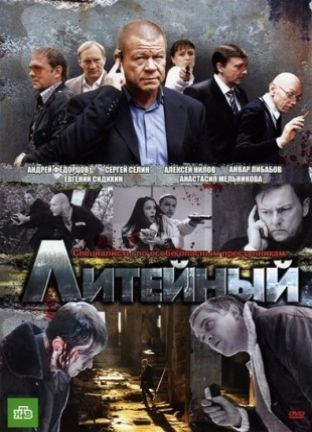 АНДРЕЙ ФЕДОРЦОВ СЕРГЕЙ СЕЛИН АЛЕКСЕЙ НИЛОВ АНВАР ЛИБАБОВ
ЕВГЕНИЙ СИДИХИН АНАСТАСИЯ МЕЛЬНИКОВА
Специалисты по особо опасным преступникам
ЛИТЕЙНЫЙ
НТВ